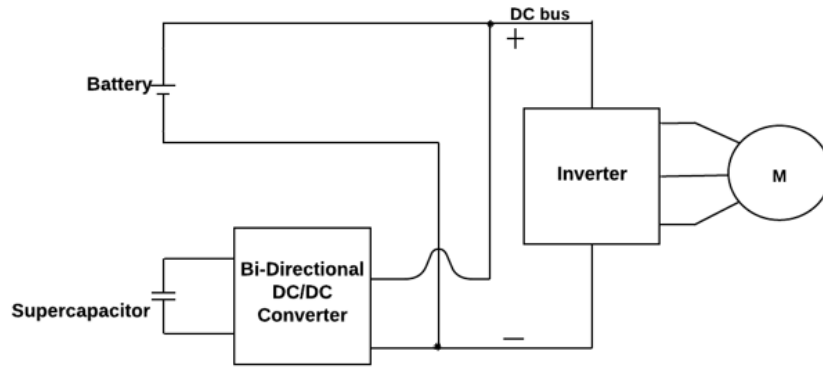 DC bus
+
Battery
Inverter
M
Bi-Directional
DC/DC
Converter
Supercapacitor
—